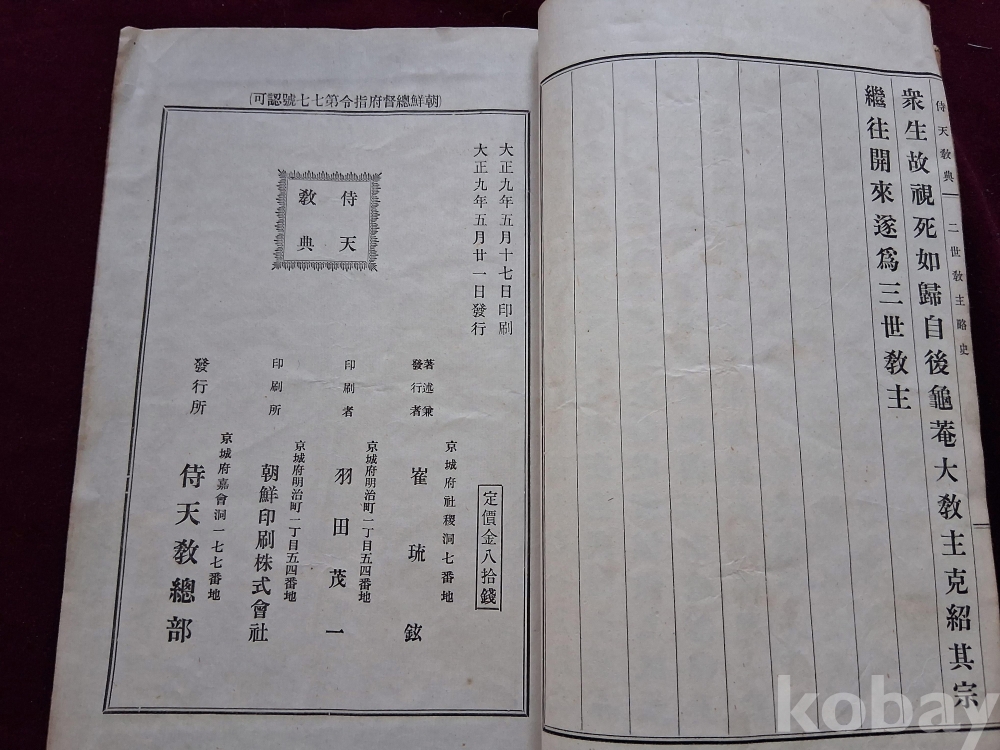 侍天敎典　二世敎主略史
衆生故視死如歸自後龜菴大敎主克紹其宗
繼往開來遂爲三世敎主
朝鮮總督府指令第七七號認可
大正九年五月十七日印刷
大正九年五月廿一日發行
侍天
敎典
定價金八拾錢
京城府社稷洞七番地
著述兼
發行者
崔琉鉉
京城府明治町一丁目五四番地
印刷者
羽田茂一
京城府明治町一丁目五四番地
印刷所
朝鮮印刷株式會社
京城府嘉會洞一七七番地
發行所
侍天敎總部
kobay